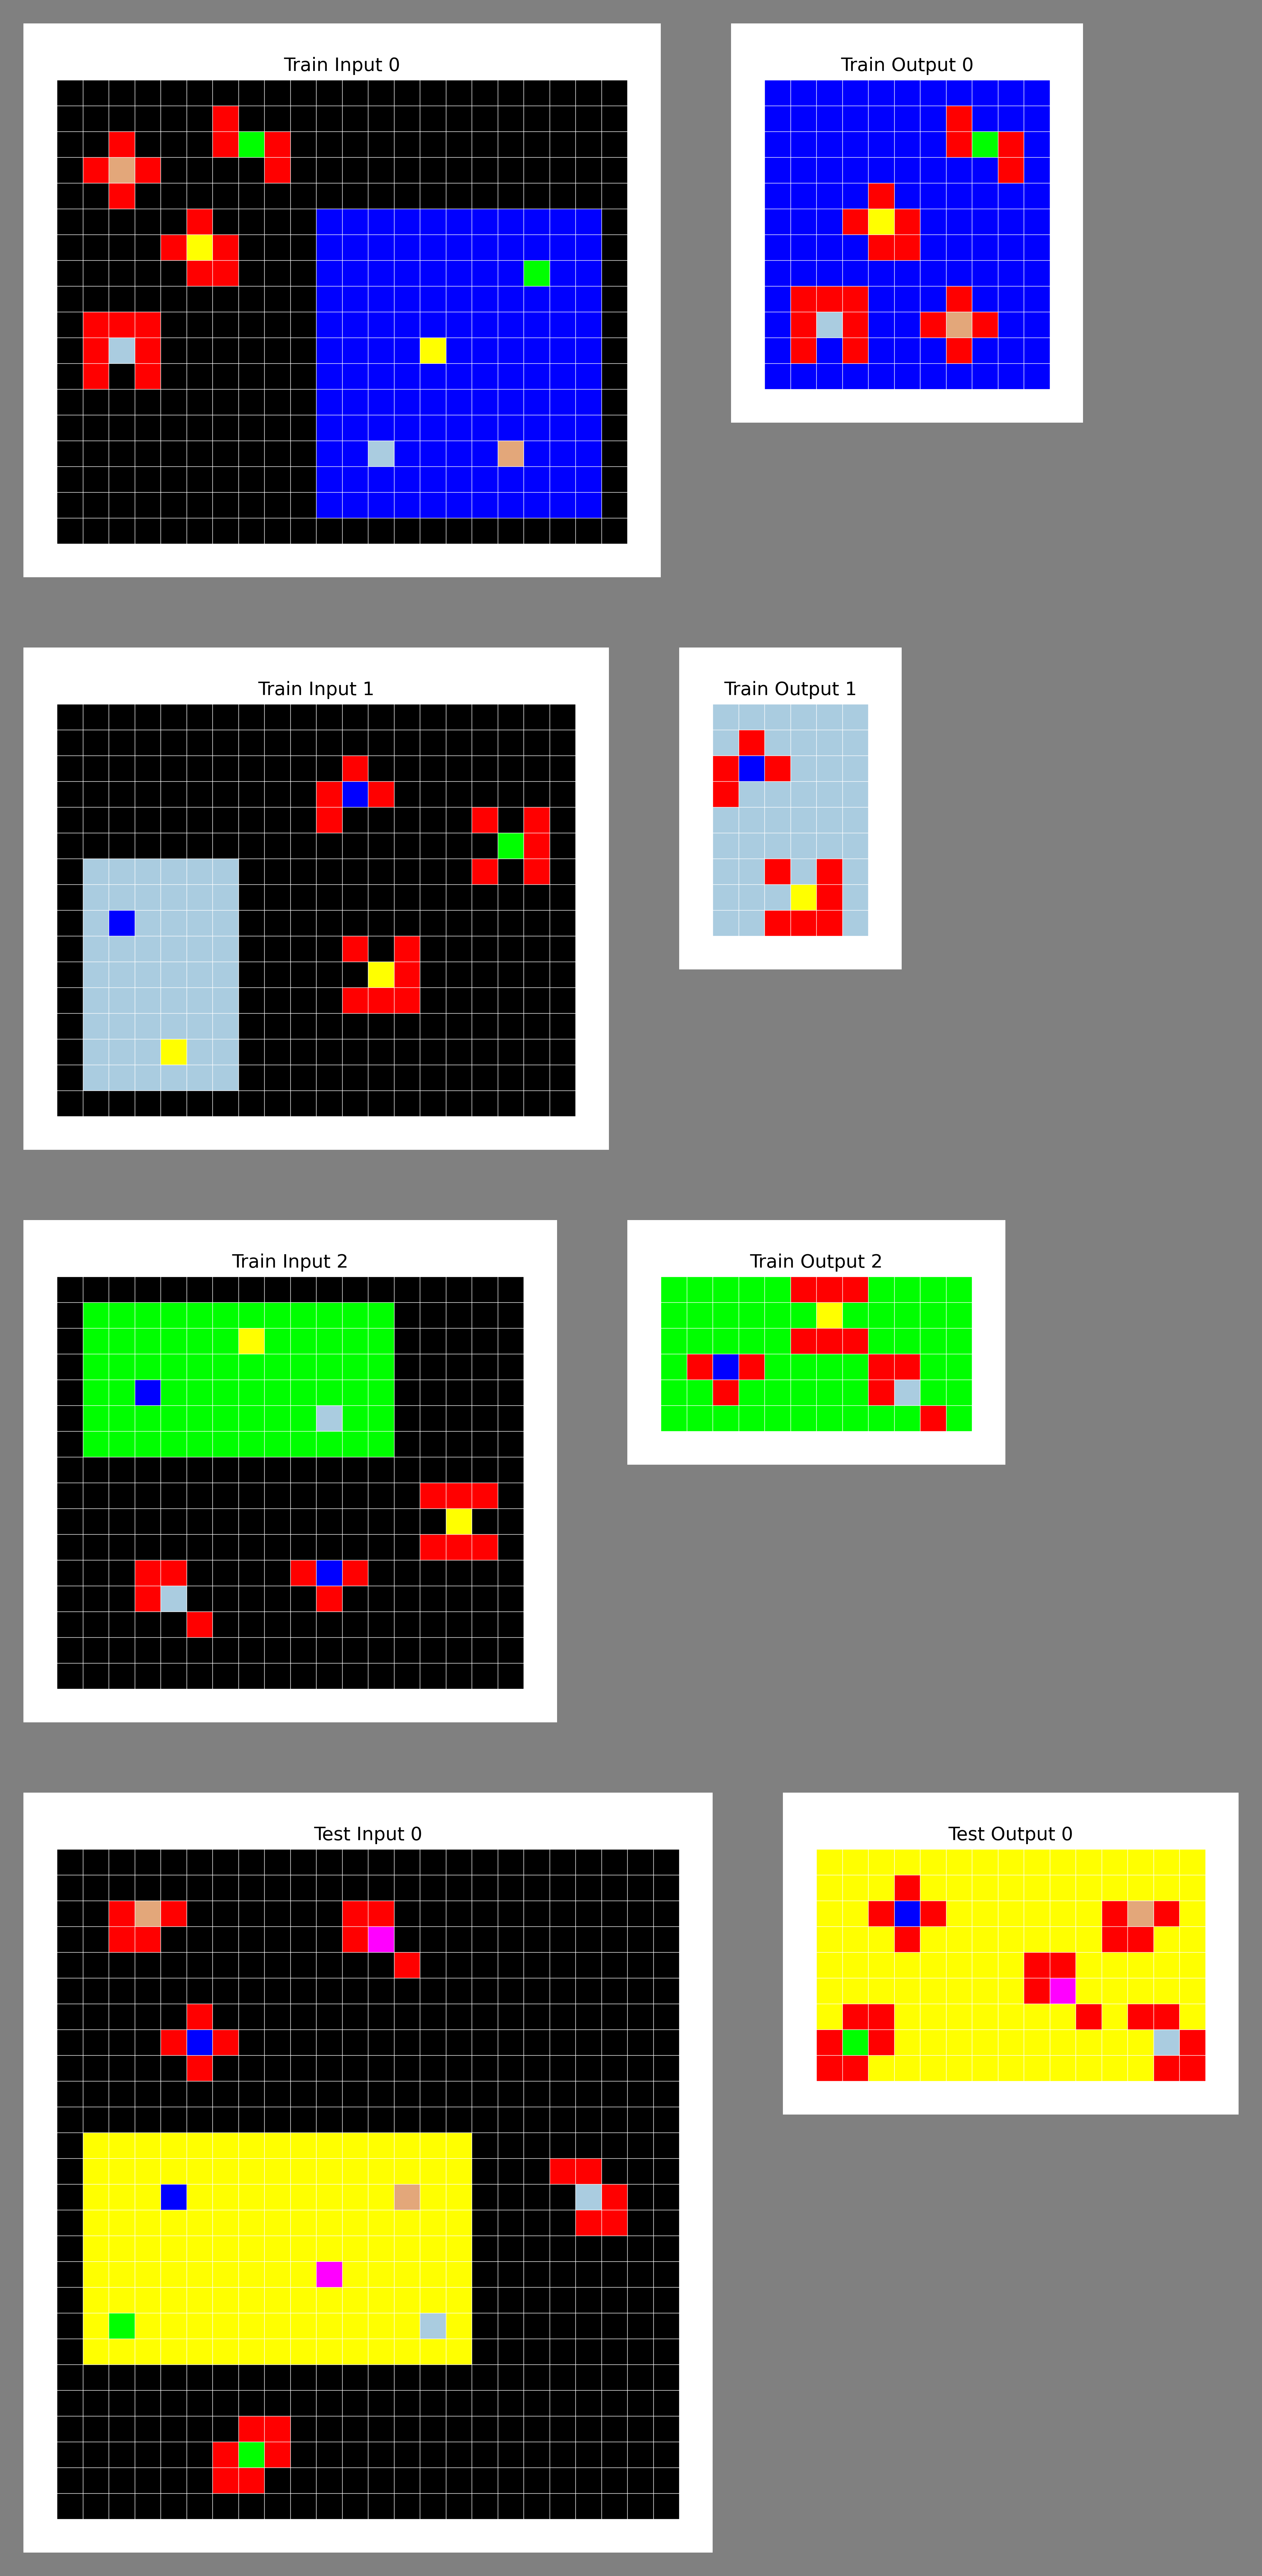 Train Input 0
Train Output 0
Train Input 1
Train Output 1
Train Input 2
Train Output 2
Test Input 0
Test Output 0